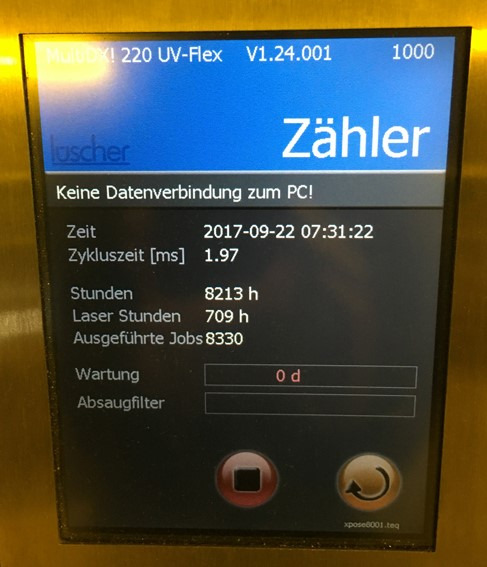 MultiDX! 220 UV-Flex V1.24.001 1000
lüscher
Zähler
Keine Datenverbindung zum PC!
Zeit 2017-09-22 07:31:22
Zykluszeit [ms] 1.97
Stunden 8213 h
Laser Stunden 709 h
Ausgeführte Jobs 8330
Wartung 0 d
Absaugfilter
xpose8001.teq